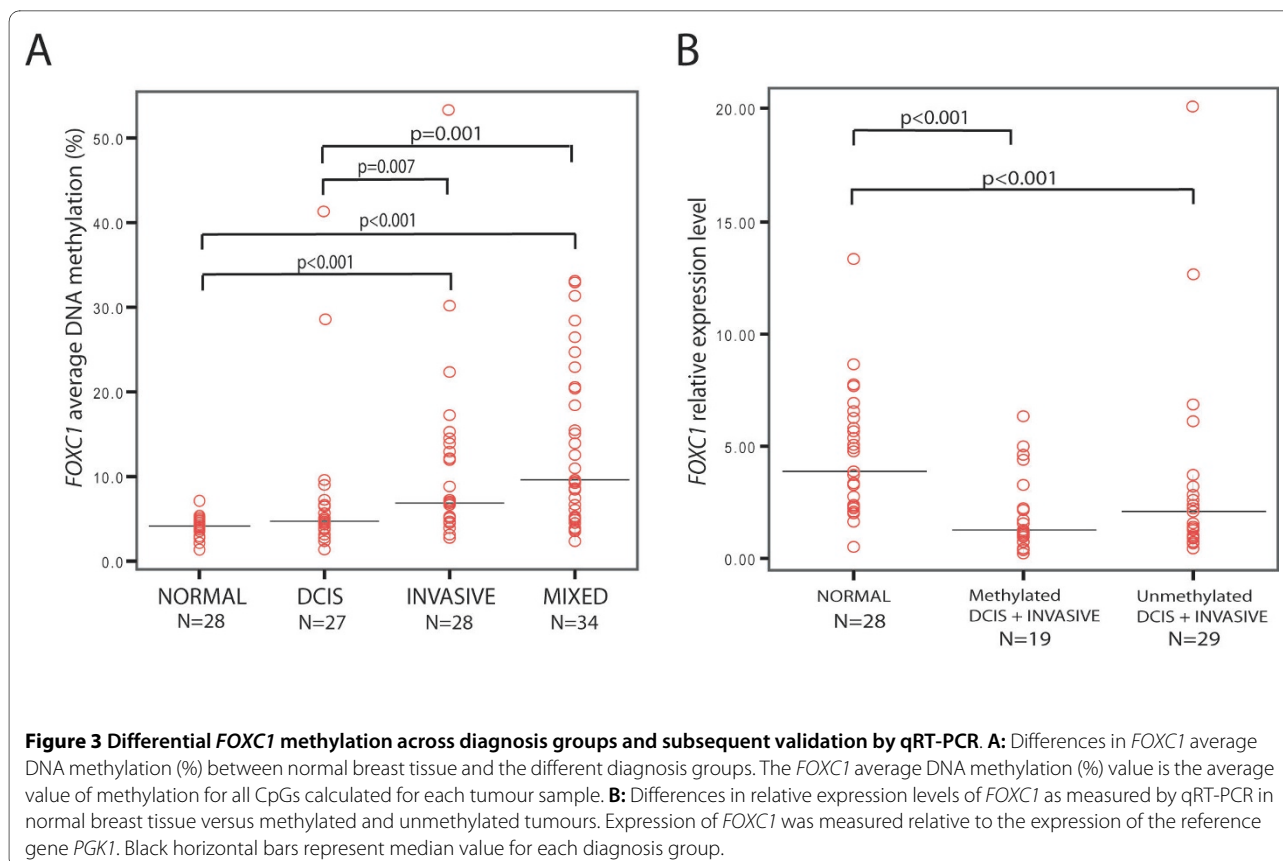 A
FOXC1 average DNA methylation (%)
50.0
40.0
30.0
20.0
10.0
0.0
p=0.001
p=0.007
p<0.001
p<0.001
NORMAL DCIS INVASIVE MIXED
N=28 N=27 N=28 N=34
B
FOXC1 relative expression level
20.00
15.00
10.00
5.00
0.00
p<0.001
p<0.001
NORMAL Methylated Unmethylated
DCIS + INVASIVE DCIS + INVASIVE
N=28 N=19 N=29
Figure 3 Differential FOXC1 methylation across diagnosis groups and subsequent validation by qRT-PCR. A: Differences in FOXC1 average
DNA methylation (%) between normal breast tissue and the different diagnosis groups. The FOXC1 average DNA methylation (%) value is the average
value of methylation for all CpGs calculated for each tumour sample. B: Differences in relative expression levels of FOXC1 as measured by qRT-PCR in
normal breast tissue versus methylated and unmethylated tumours. Expression of FOXC1 was measured relative to the expression of the reference
gene PGK1. Black horizontal bars represent median value for each diagnosis group.